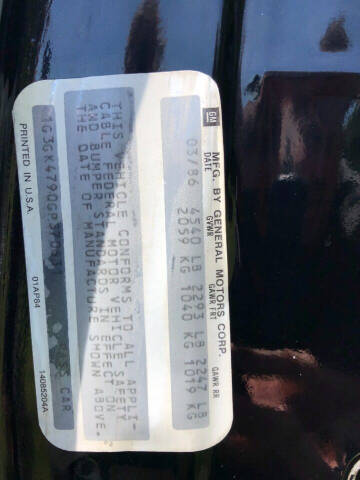 GM MFG. BY GENERAL MOTORS CORP.
DATE GVWR GAWR FRT GAWR RR
03/86 4540 LB 2293 LB 2247 LB
2059 KG 1040 KG 1019 KG
THIS VEHICLE CONFORMS TO ALL APPLI-
CABLE FEDERAL MOTOR VEHICLE SAFETY
AND BUMPER STANDARDS IN EFFECT ON
THE DATE OF MANUFACTURE SHOWN ABOVE.
CAR
PRINTED IN U.S.A. 01AP84 14085204A